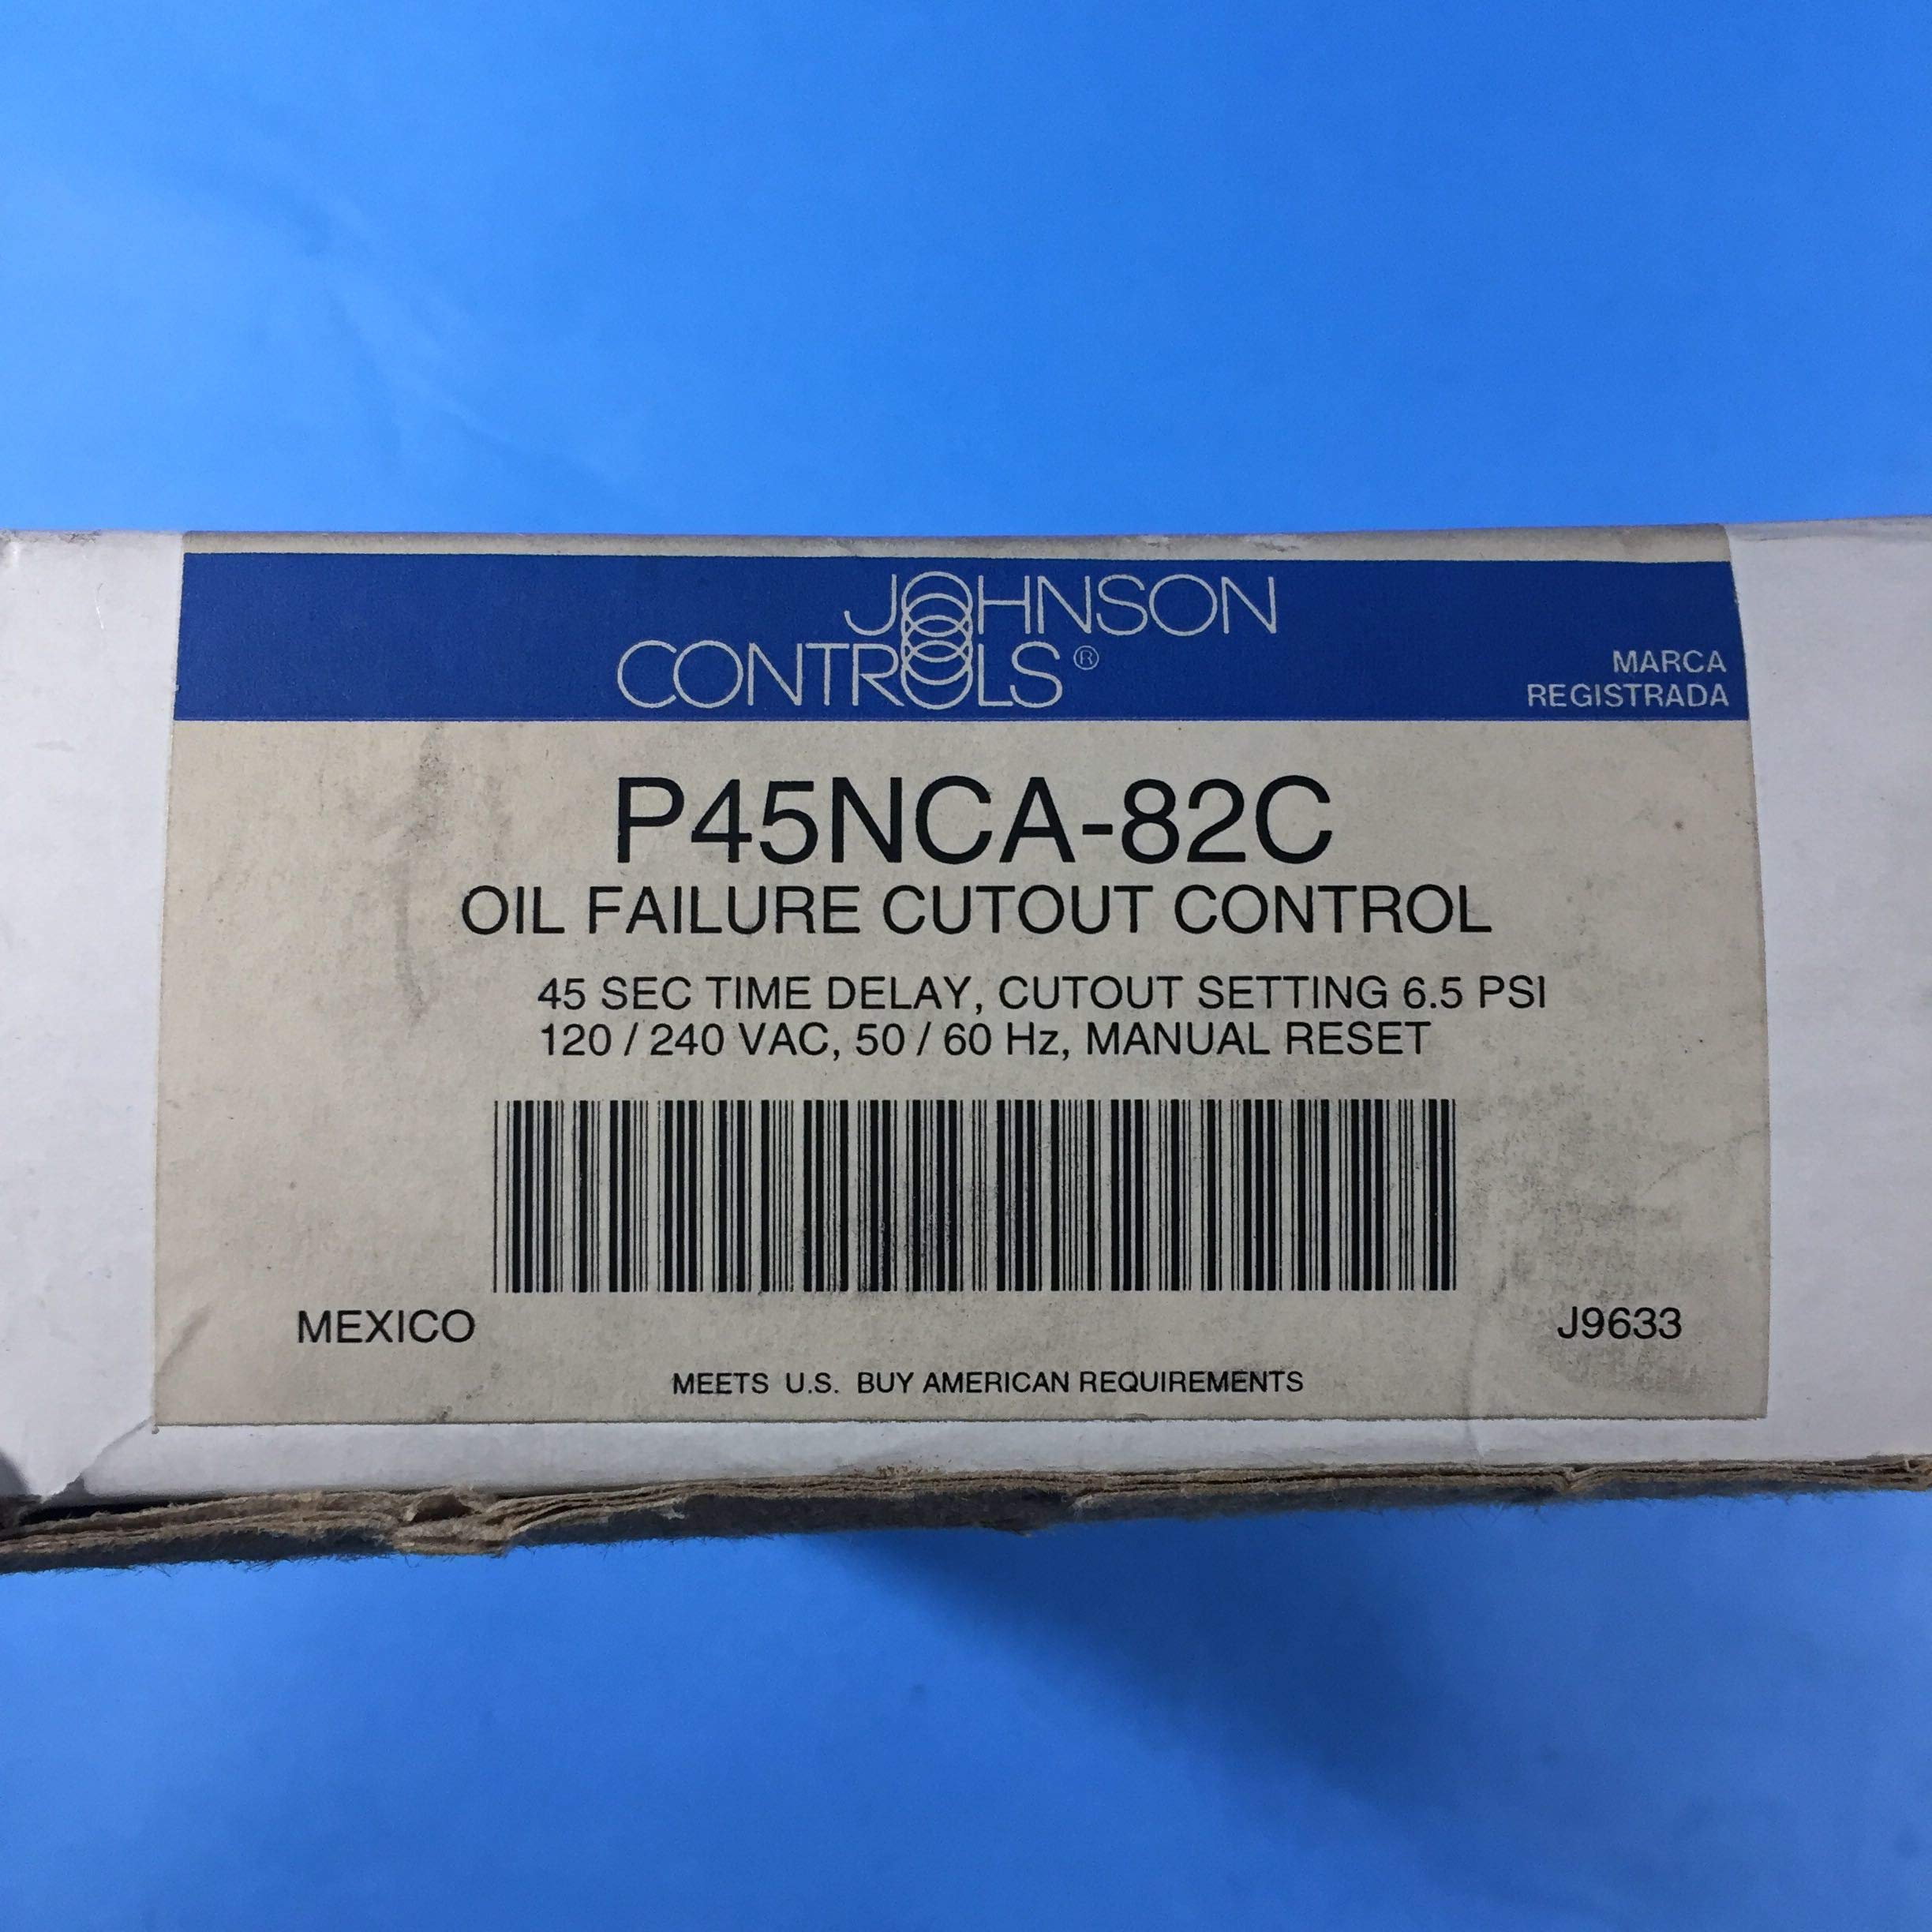 JOHNSON
CONTROLS®
MARCA
REGISTRADA
P45NCA-82C
OIL FAILURE CUTOUT CONTROL
45 SEC TIME DELAY, CUTOUT SETTING 6.5 PSI
120 / 240 VAC, 50 / 60 Hz, MANUAL RESET
MEXICO
J9633
MEETS U.S. BUY AMERICAN REQUIREMENTS